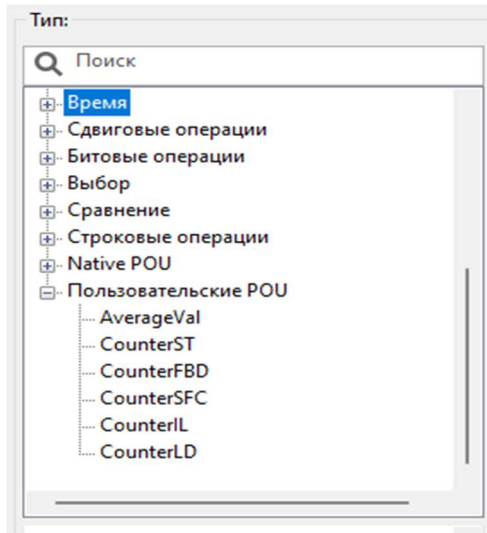 Тип:
Поиск
Время
Сдвиговые операции
Битовые операции
Выбор
Сравнение
Строковые операции
Native POU
Пользовательские POU
AverageVal
CounterST
CounterFBD
CounterSFC
CounterIL
CounterLD